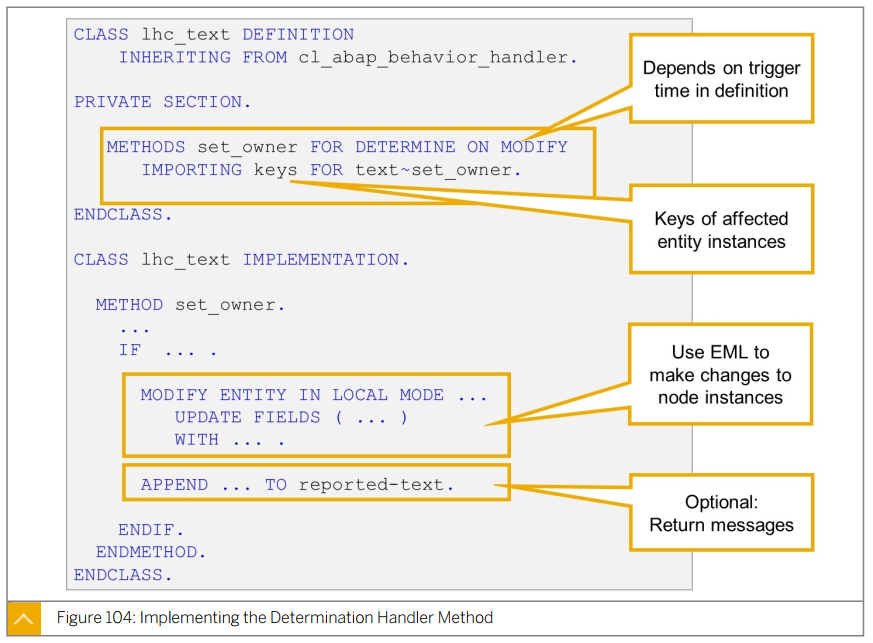 CLASS lhc_text DEFINITION
INHERITING FROM cl_abap_behavior_handler.
PRIVATE SECTION.
METHODS set_owner FOR DETERMINE ON MODIFY
IMPORTING keys FOR text~set_owner.
ENDCLASS.
CLASS lhc_text IMPLEMENTATION.
METHOD set_owner.
...
IF ... .
MODIFY ENTITY IN LOCAL MODE ...
UPDATE FIELDS ( ... )
WITH ... .
APPEND ... TO reported-text.
ENDIF.
ENDMETHOD.
ENDCLASS.
Depends on trigger
time in definition
Keys of affected
entity instances
Use EML to
make changes to
node instances
Optional:
Return messages
Figure 104: Implementing the Determination Handler Method